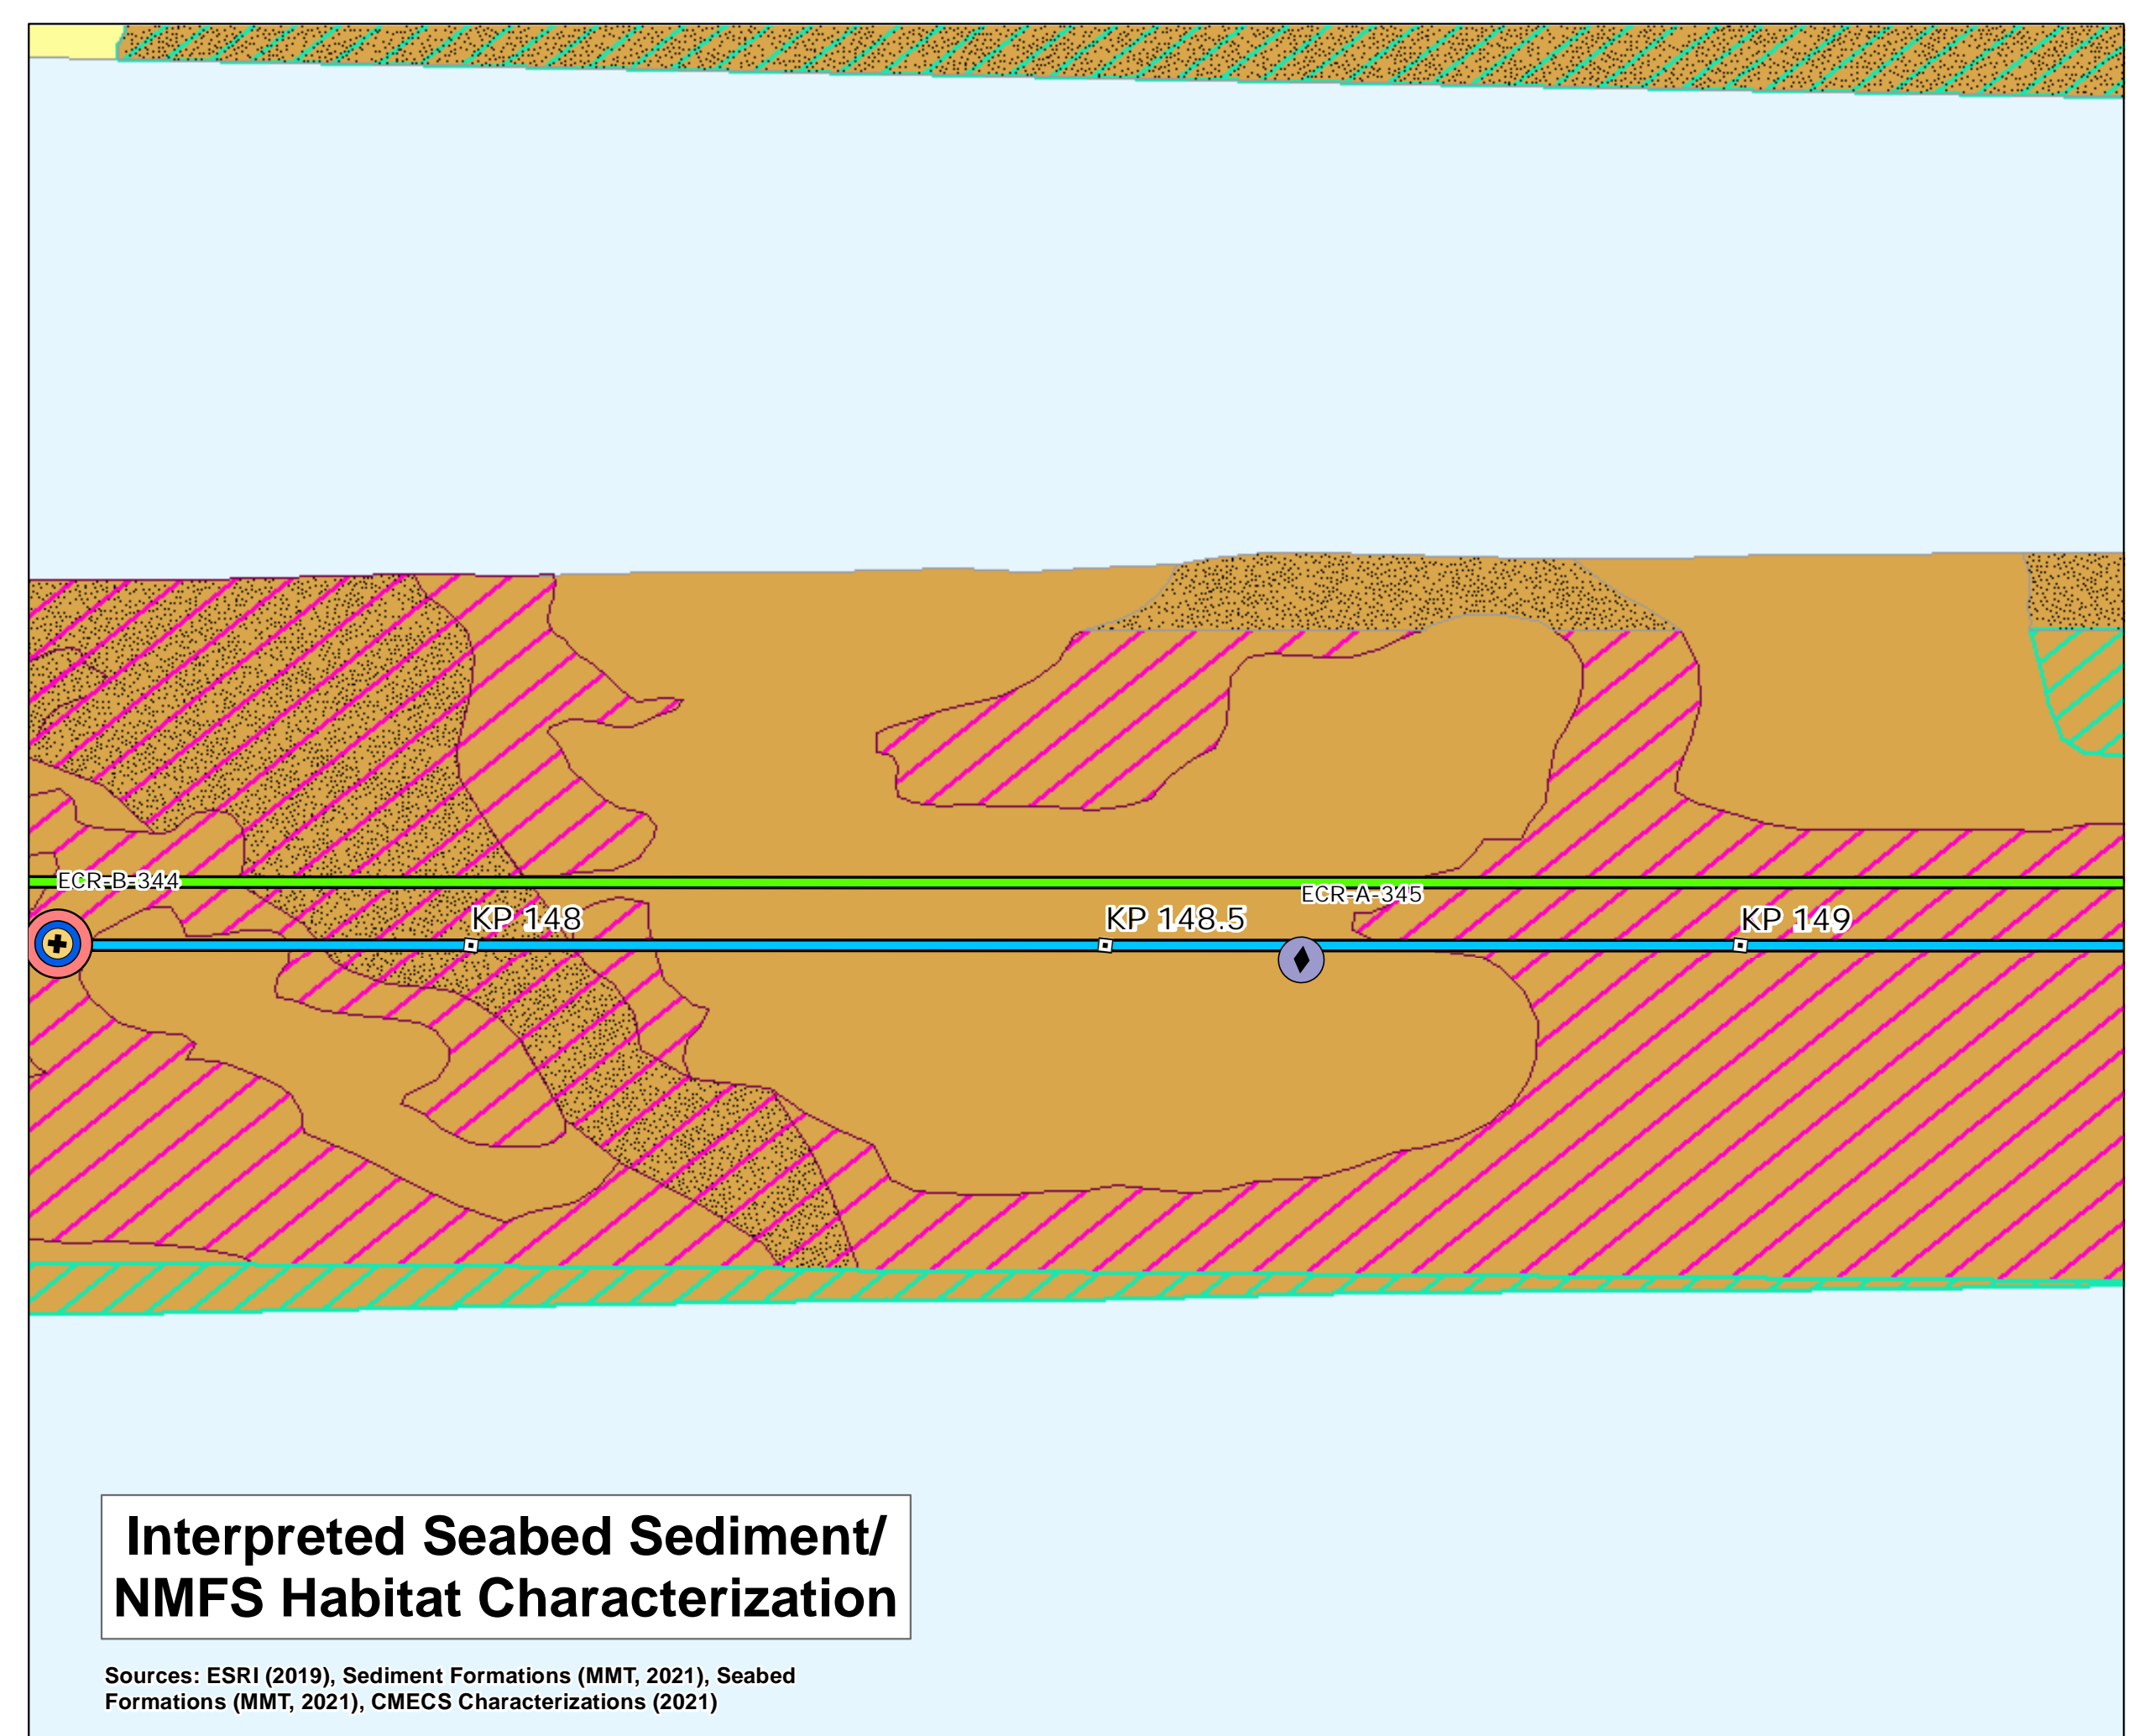 ECR-B-344
ECR-A-345
KP 148
KP 148.5
KP 149
Interpreted Seabed Sediment/
NMFS Habitat Characterization
Sources: ESRI (2019), Sediment Formations (MMT, 2021), Seabed
Formations (MMT, 2021), CMECS Characterizations (2021)